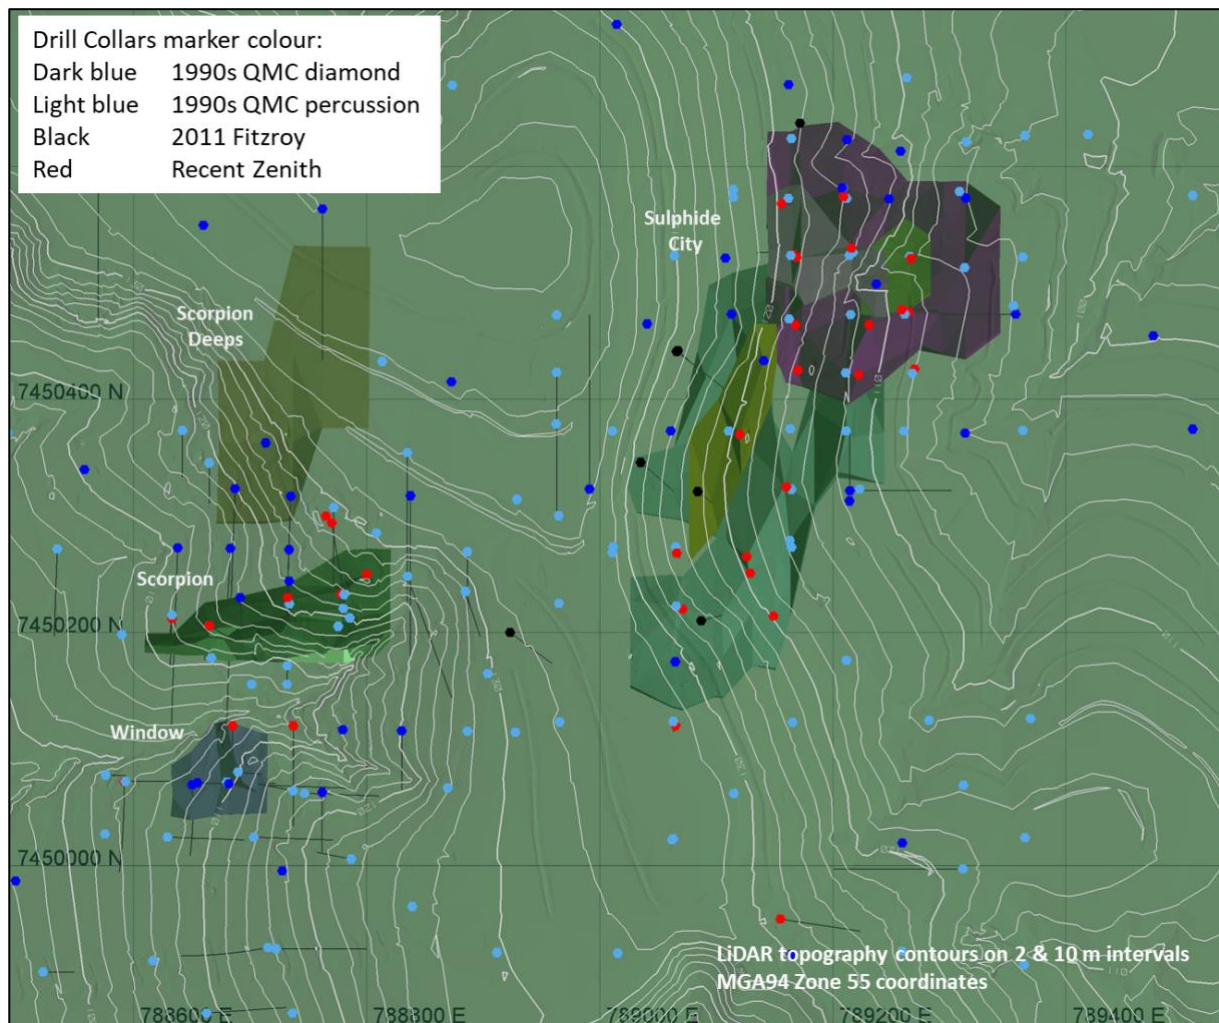 Drill Collars marker colour:
Dark blue 1990s QMC diamond
Light blue 1990s QMC percussion
Black 2011 Fitzroy
Red Recent Zenith
Sulphide
City
Scorpion
Deeps
7450400 N
Scorpion
7450200 N
Window
7450000 N
LiDAR topography contours on 2 & 10 m intervals
MGA94 Zone 55 coordinates
788600 E
788800 E
789000 E
789200 E
789400 E